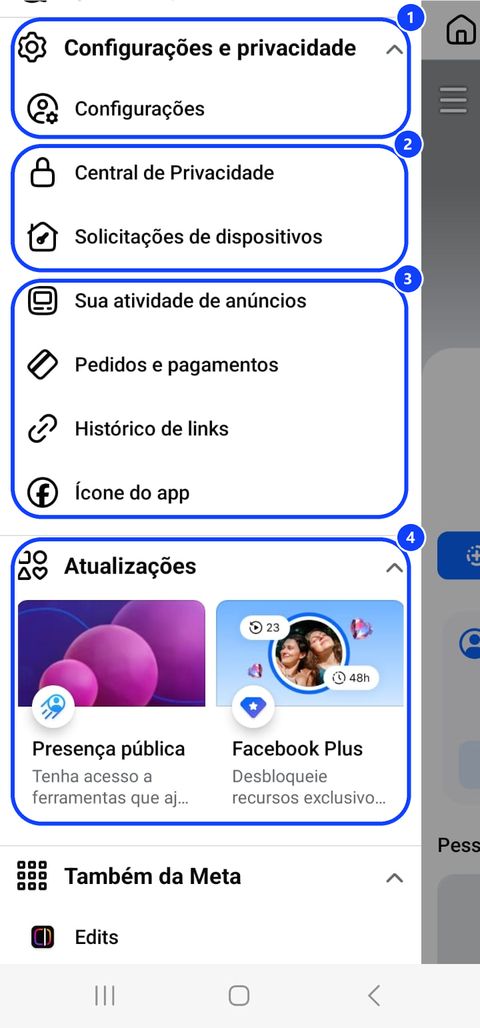 1
Configurações e privacidade
Configurações
2
Central de Privacidade
Solicitações de dispositivos
3
Sua atividade de anúncios
Pedidos e pagamentos
Histórico de links
Ícone do app
4
Atualizações
23
48h
Presença pública
Tenha acesso a
ferramentas que aj...
Facebook Plus
Desbloqueie
recursos exclusivo...
Pess
Também da Meta
Edits